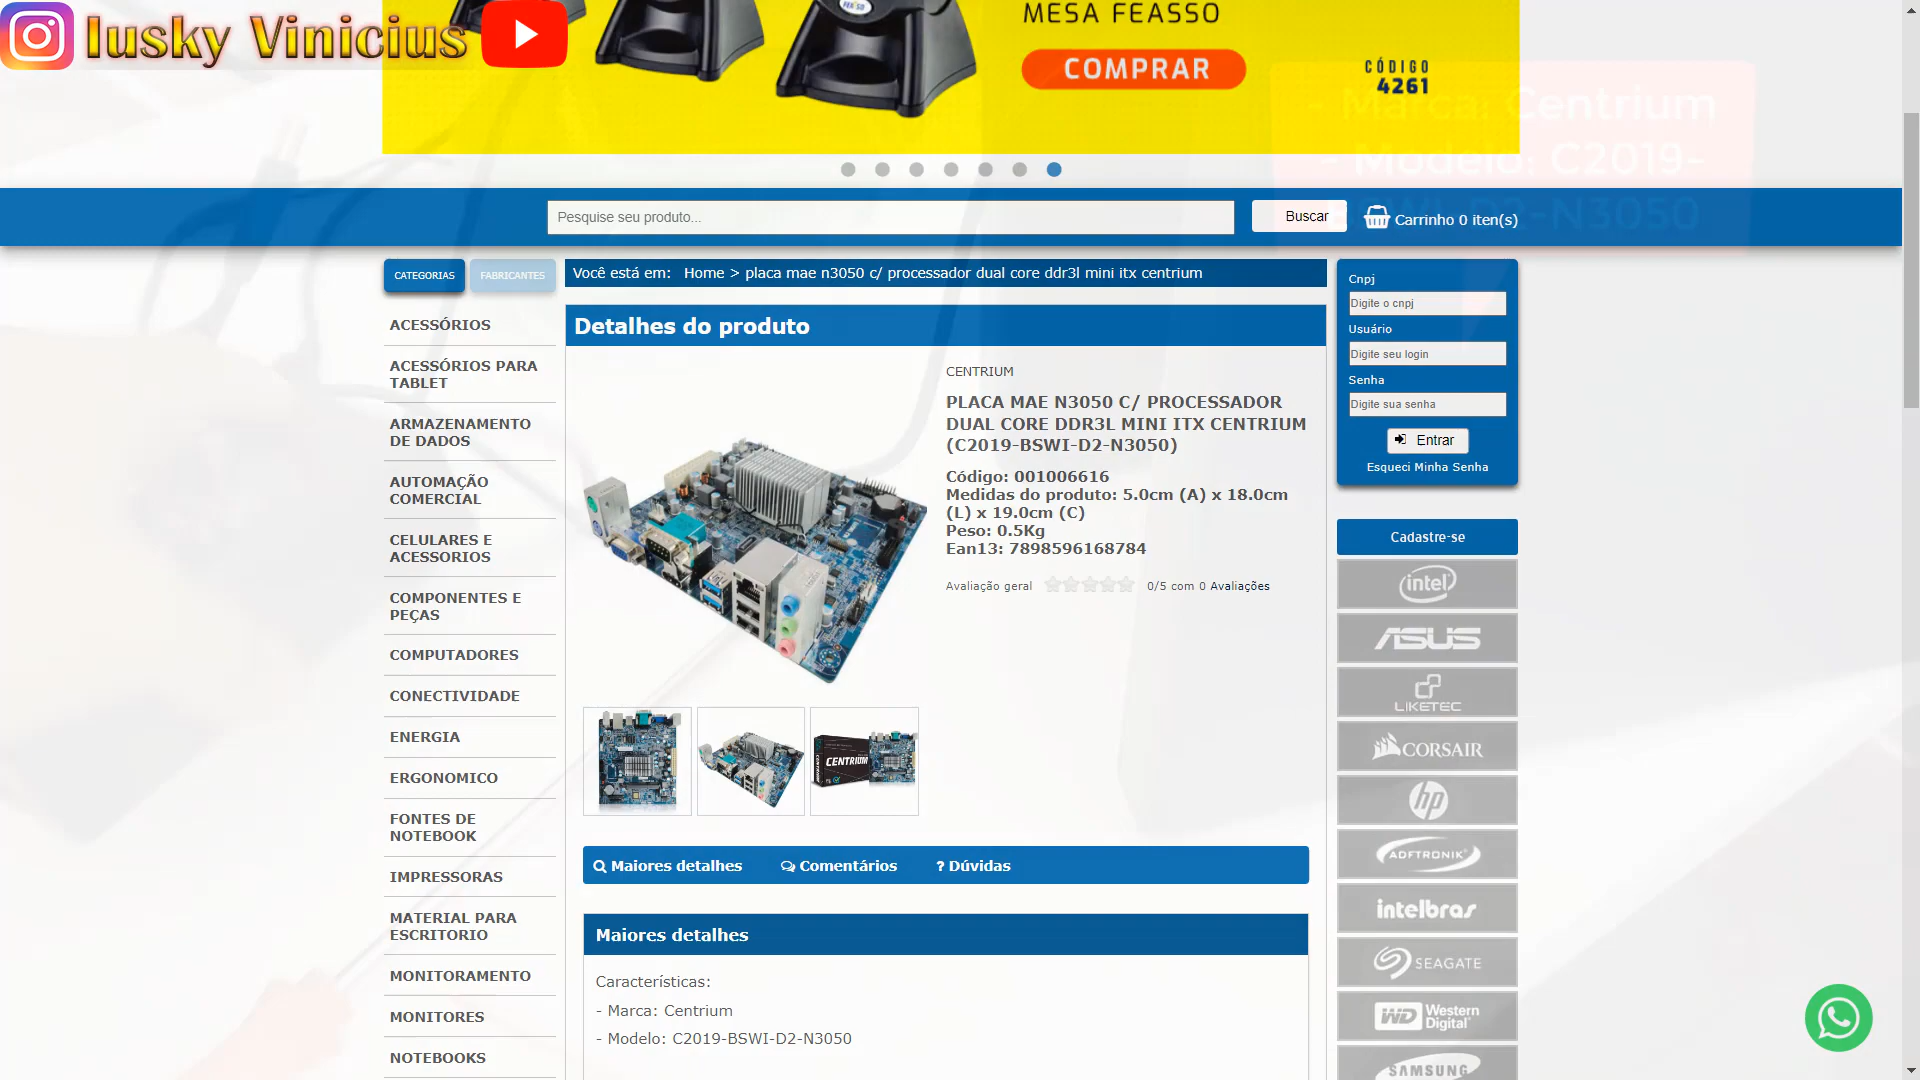 Iusky Vinicius
MESA FEASSO
COMPRAR
CÓDIGO
4261
- Marca: Centrium
- Modelo: C2019-
BSWI-D2-N3050
Pesquise seu produto...
Buscar
Carrinho 0 iten(s)
CATEGORIAS
FABRICANTES
Você está em: Home > placa mae n3050 c/ processador dual core ddr3l mini itx centrium
ACESSÓRIOS
ACESSÓRIOS PARA
TABLET
ARMAZENAMENTO
DE DADOS
AUTOMAÇÃO
COMERCIAL
CELULARES E
ACESSORIOS
COMPONENTES E
PEÇAS
COMPUTADORES
CONECTIVIDADE
ENERGIA
ERGONOMICO
FONTES DE
NOTEBOOK
IMPRESSORAS
MATERIAL PARA
ESCRITORIO
MONITORAMENTO
MONITORES
NOTEBOOKS
Detalhes do produto
CENTRIUM
PLACA MAE N3050 C/ PROCESSADOR
DUAL CORE DDR3L MINI ITX CENTRIUM
(C2019-BSWI-D2-N3050)
Código: 001006616
Medidas do produto: 5.0cm (A) x 18.0cm
(L) x 19.0cm (C)
Peso: 0.5Kg
Ean13: 7898596168784
Avaliação geral 0/5 com 0 Avaliações
CENTRIUM
Maiores detalhes
Comentários
? Dúvidas
Maiores detalhes
Características:
- Marca: Centrium
- Modelo: C2019-BSWI-D2-N3050
Cnpj
Digite o cnpj
Usuário
Digite seu login
Senha
Digite sua senha
Entrar
Esqueci Minha Senha
Cadastre-se
intel
ASUS
LIKETEC
CORSAIR
hp
ADFTRONIK
intelbras
SEAGATE
WD Western
Digital
SAMSUNG